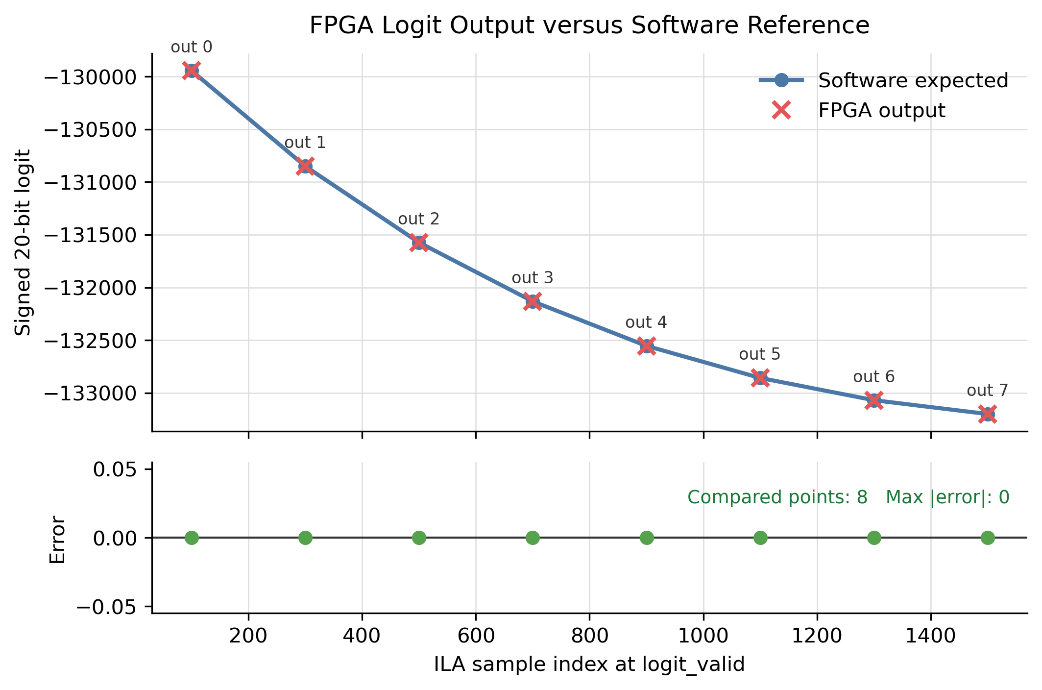 FPGA Logit Output versus Software Reference
out 0
out 1
out 2
out 3
out 4
out 5
out 6
out 7
Software expected
FPGA output
Signed 20-bit logit
−130000
−130500
−131000
−131500
−132000
−132500
−133000
Compared points: 8 Max |error|: 0
Error
0.05
0.00
−0.05
200 400 600 800 1000 1200 1400
ILA sample index at logit_valid